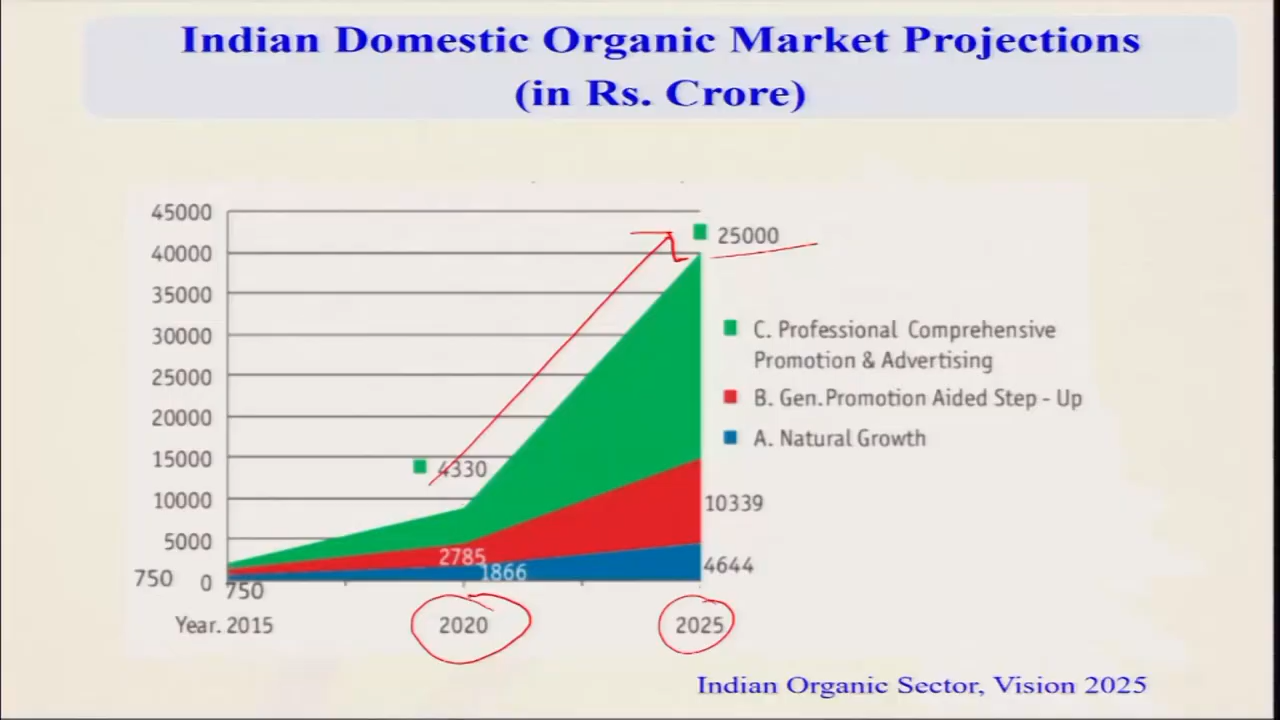 Indian Domestic Organic Market Projections
(in Rs. Crore)
45000
40000
35000
30000
25000
20000
15000
10000
5000
0
750
750
4330
2785
1866
25000
10339
4644
C. Professional Comprehensive
Promotion & Advertising
B. Gen.Promotion Aided Step - Up
A. Natural Growth
Year. 2015
2020
2025
Indian Organic Sector, Vision 2025